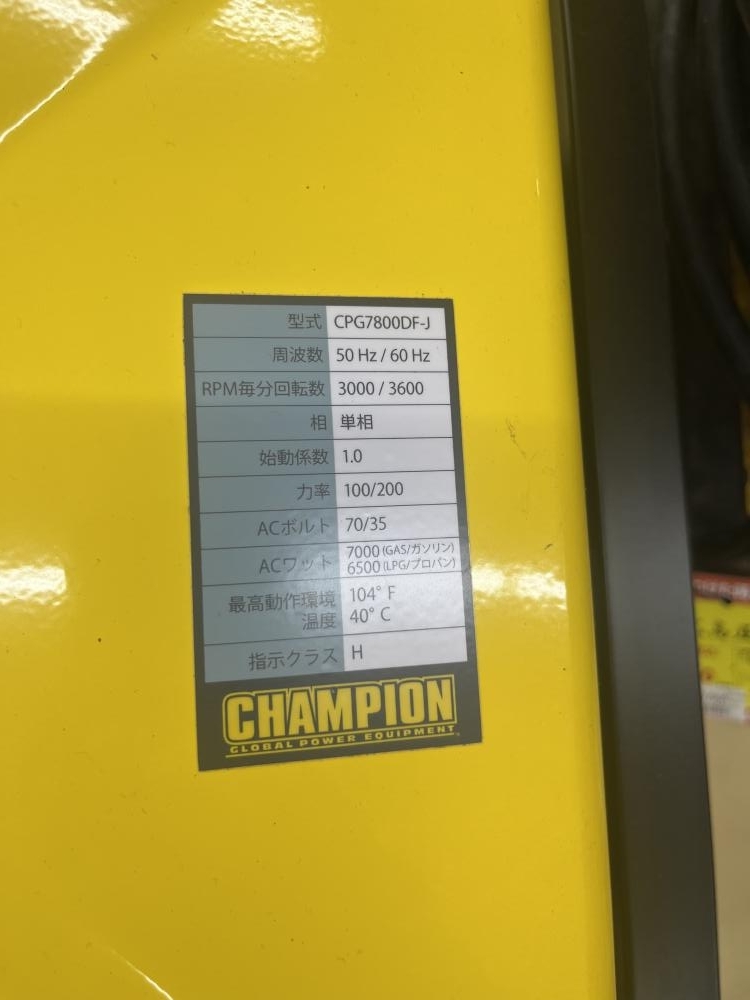 型式 CPG7800DF-J
周波数 50 Hz / 60 Hz
RPM毎分回転数 3000 / 3600
相 単相
始動係数 1.0
力率 100/200
ACボルト 70/35
ACワット 7000 (GAS/ガソリン)
6500 (LPG/プロパン)
最高動作環境 104° F
温度 40° C
指示クラス H
CHAMPION
GLOBAL POWER EQUIPMENT